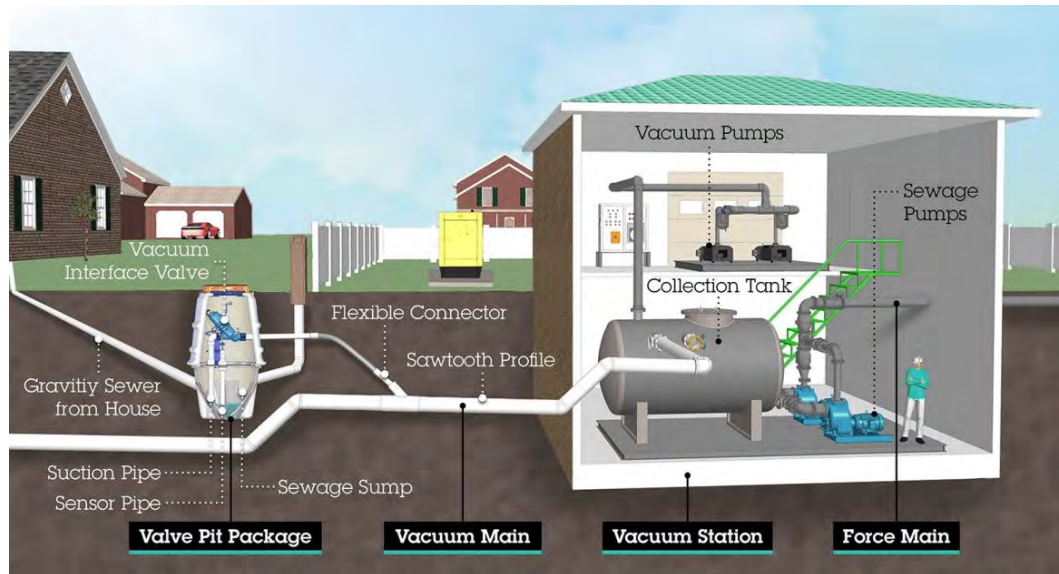 Vacuum Pumps
Sewage
Pumps
Vacuum
Interface Valve
Collection Tank
Flexible Connector
Sawtooth Profile
Gravitiy Sewer
from House
Suction Pipe
Sensor Pipe
Sewage Sump
Valve Pit Package
Vacuum Main
Vacuum Station
Force Main